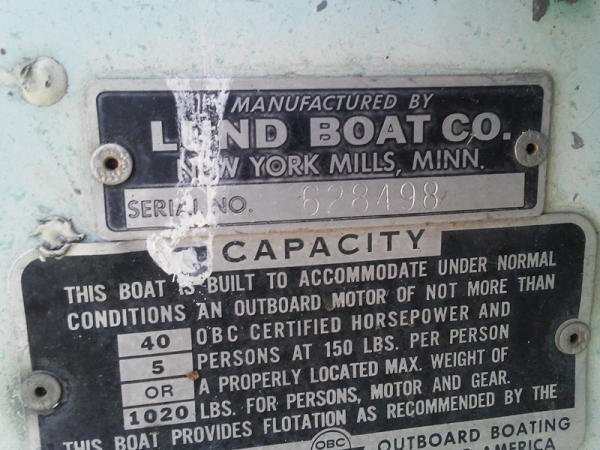 MANUFACTURED BY
LUND BOAT CO.
NEW YORK MILLS, MINN.
SERIAL NO. 628498
CAPACITY
THIS BOAT IS BUILT TO ACCOMMODATE UNDER NORMAL
CONDITIONS AN OUTBOARD MOTOR OF NOT MORE THAN
40 OBC CERTIFIED HORSEPOWER AND
5 PERSONS AT 150 LBS. PER PERSON
OR A PROPERLY LOCATED MAX. WEIGHT OF
1020 LBS. FOR PERSONS, MOTOR AND GEAR.
THIS BOAT PROVIDES FLOTATION AS RECOMMENDED BY THE
OBC OUTBOARD BOATING
AMERICA